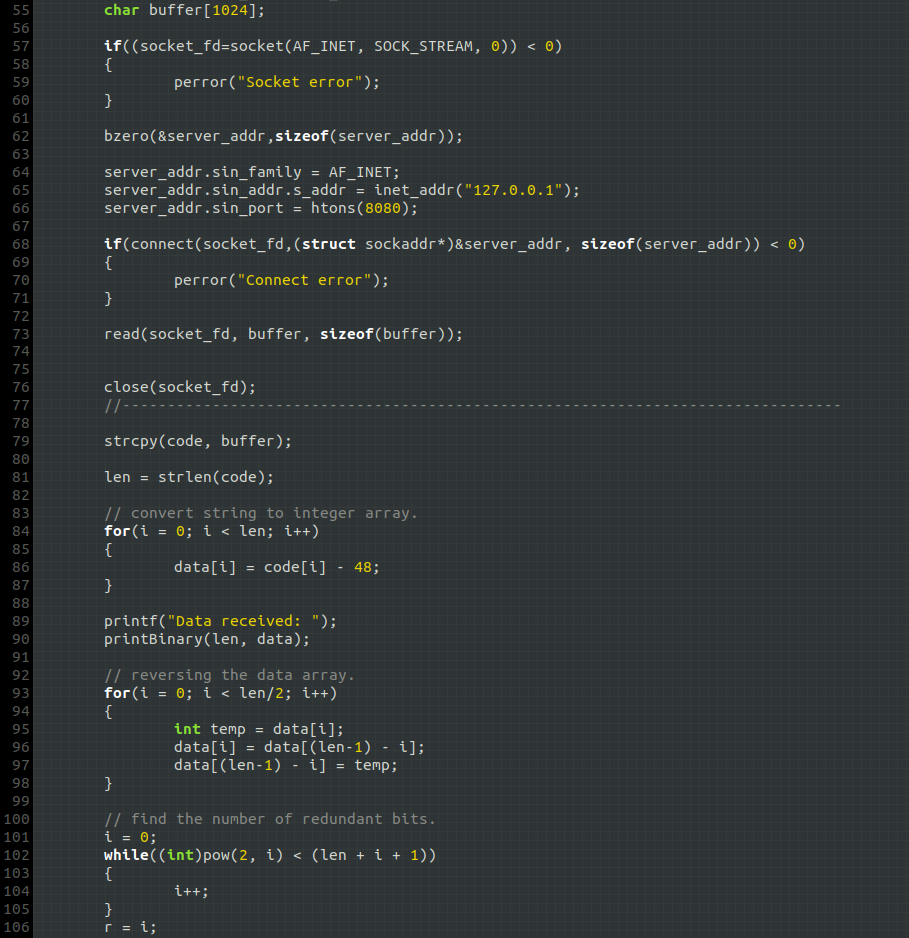 55 char buffer[1024];
56
57 if((socket_fd=socket(AF_INET, SOCK_STREAM, 0)) < 0)
58 {
59 perror("Socket error");
60 }
61
62 bzero(&server_addr,sizeof(server_addr));
63
64 server_addr.sin_family = AF_INET;
65 server_addr.sin_addr.s_addr = inet_addr("127.0.0.1");
66 server_addr.sin_port = htons(8080);
67
68 if(connect(socket_fd,(struct sockaddr*)&server_addr, sizeof(server_addr)) < 0)
69 {
70 perror("Connect error");
71 }
72
73 read(socket_fd, buffer, sizeof(buffer));
74
75
76 close(socket_fd);
77 //--------------------------------------------------------------------------------
78
79 strcpy(code, buffer);
80
81 len = strlen(code);
82
83 // convert string to integer array.
84 for(i = 0; i < len; i++)
85 {
86 data[i] = code[i] - 48;
87 }
88
89 printf("Data received: ");
90 printBinary(len, data);
91
92 // reversing the data array.
93 for(i = 0; i < len/2; i++)
94 {
95 int temp = data[i];
96 data[i] = data[(len-1) - i];
97 data[(len-1) - i] = temp;
98 }
99
100 // find the number of redundant bits.
101 i = 0;
102 while((int)pow(2, i) < (len + i + 1))
103 {
104 i++;
105 }
106 r = i;